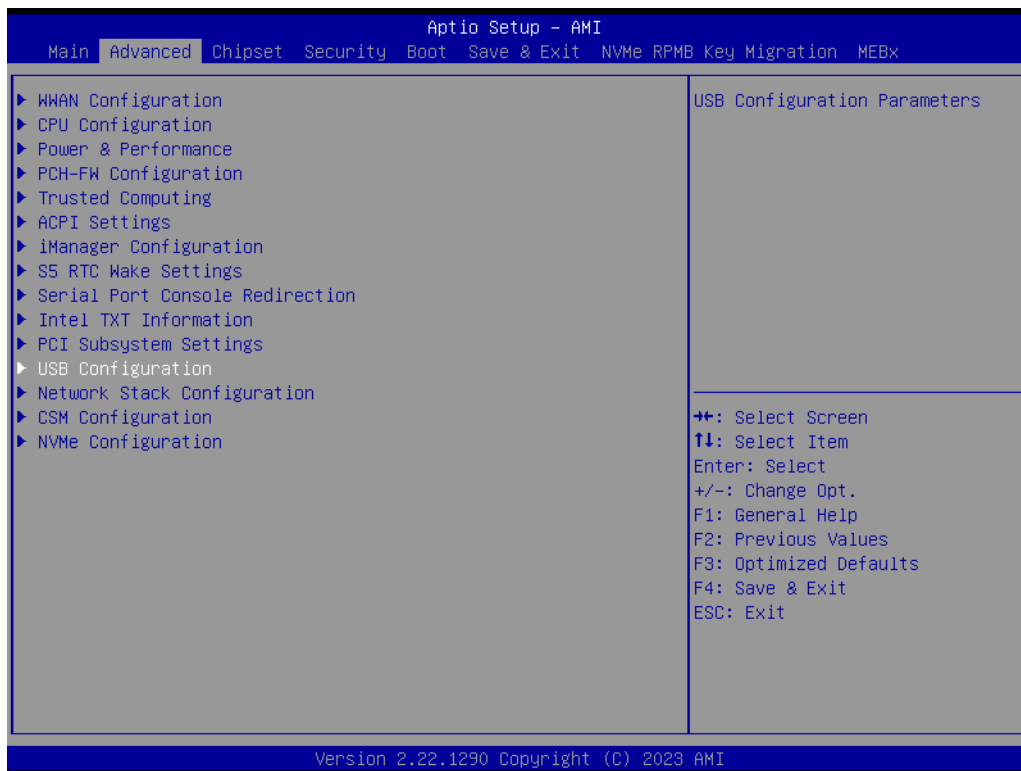 Aptio Setup – AMI
Main Advanced Chipset Security Boot Save & Exit NVMe RPMB Key Migration MEBx
WWAN Configuration
CPU Configuration
Power & Performance
PCH-FW Configuration
Trusted Computing
ACPI Settings
iManager Configuration
S5 RTC Wake Settings
Serial Port Console Redirection
Intel TXT Information
PCI Subsystem Settings
USB Configuration
Network Stack Configuration
CSM Configuration
NVMe Configuration
USB Configuration Parameters
→←: Select Screen
↑↓: Select Item
Enter: Select
+/-: Change Opt.
F1: General Help
F2: Previous Values
F3: Optimized Defaults
F4: Save & Exit
ESC: Exit
Version 2.22.1290 Copyright (C) 2023 AMI